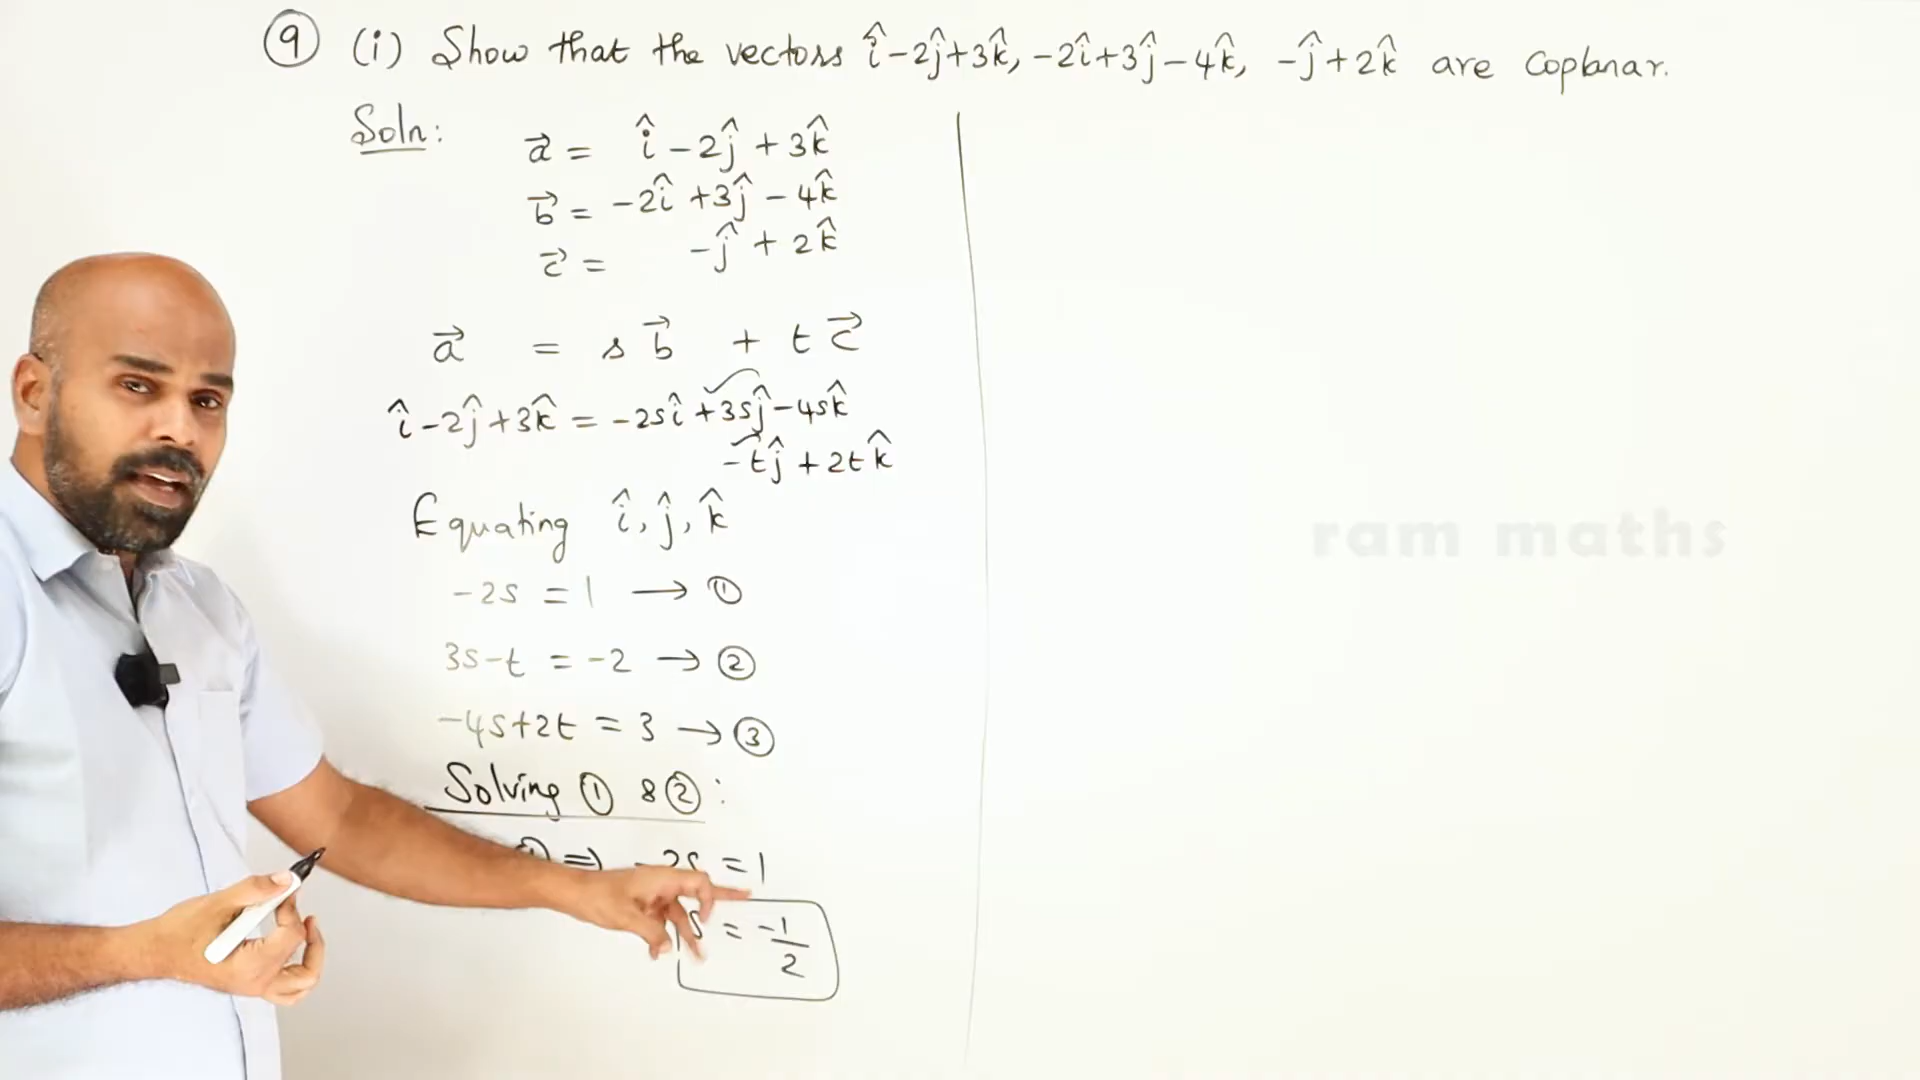 9 (i) Show that the vectors î-2ĵ+3k̂, -2î+3ĵ-4k̂, -ĵ+2k̂ are coplanar.
Soln:
a⃗ = î-2ĵ+3k̂
b⃗ = -2î+3ĵ-4k̂
c⃗ = -ĵ+2k̂
a⃗ = s b⃗ + t c⃗
î-2ĵ+3k̂ = -2sî+3sĵ-4sk̂
-tĵ+2tk̂
Equating î, ĵ, k̂
-2s = 1 → ①
3s-t = -2 → ②
-4s+2t = 3 → ③
Solving ① & ②:
① ⇒ -2s = 1
s = -1/2
ram maths